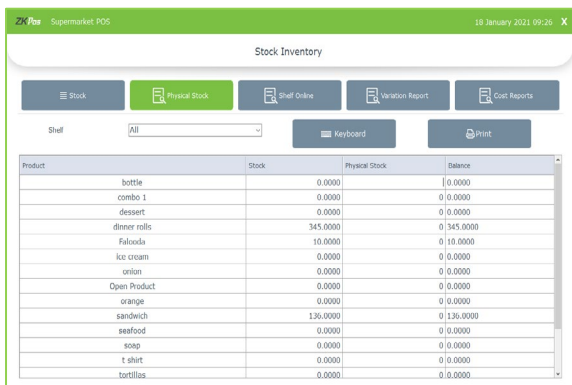 ZKPos Supermarket POS 18 January 2021 09:26 X
Stock Inventory
Stock Physical Stock Shelf Online Variation Report Cost Reports
Shelf All Keyboard Print
Product Stock Physical Stock Balance
bottle 0.0000 0.0000
combo 1 0.0000 0 0.0000
dessert 0.0000 0 0.0000
dinner rolls 345.0000 0 345.0000
Falooda 10.0000 0 10.0000
ice cream 0.0000 0 0.0000
onion 0.0000 0 0.0000
Open Product 0.0000 0 0.0000
orange 0.0000 0 0.0000
sandwich 136.0000 0 136.0000
seafood 0.0000 0 0.0000
soap 0.0000 0 0.0000
t shirt 0.0000 0 0.0000
tortillas 0.0000 0 0.0000